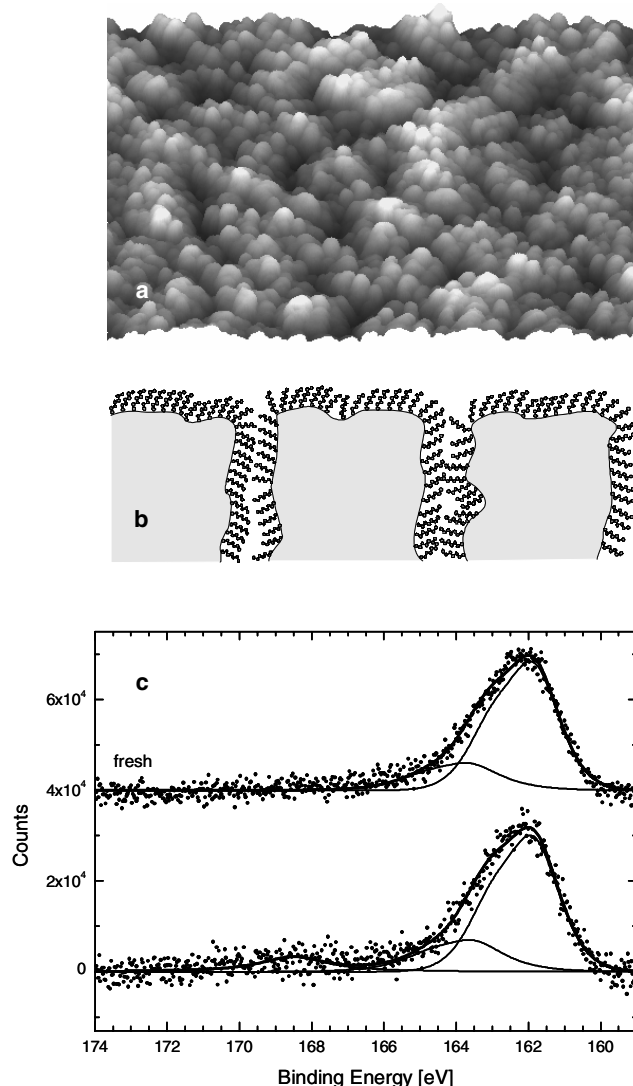 a
b
c
6x10⁴
fresh
4x10⁴
Counts
2x10⁴
0
174 172 170 168 166 164 162 160
Binding Energy [eV]